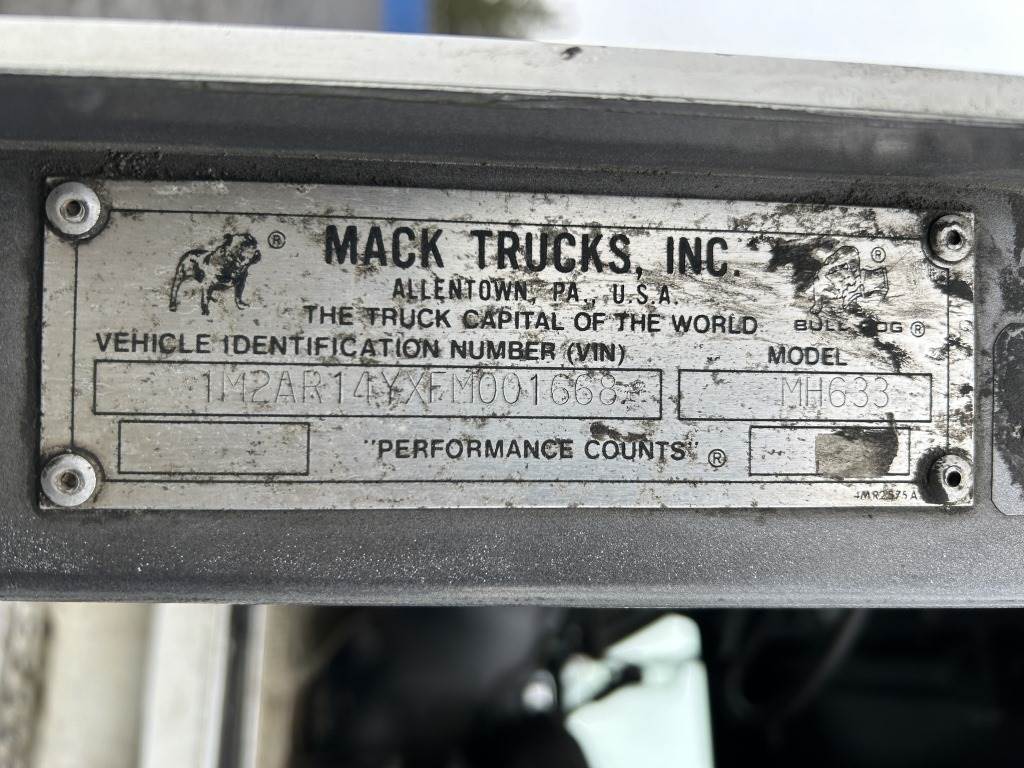 MACK TRUCKS, INC.
ALLENTOWN, PA., U.S.A.
THE TRUCK CAPITAL OF THE WORLD
BULLDOG ®
VEHICLE IDENTIFICATION NUMBER (VIN)
MODEL
1M2AR14YXFM001668
MH633
"PERFORMANCE COUNTS" ®